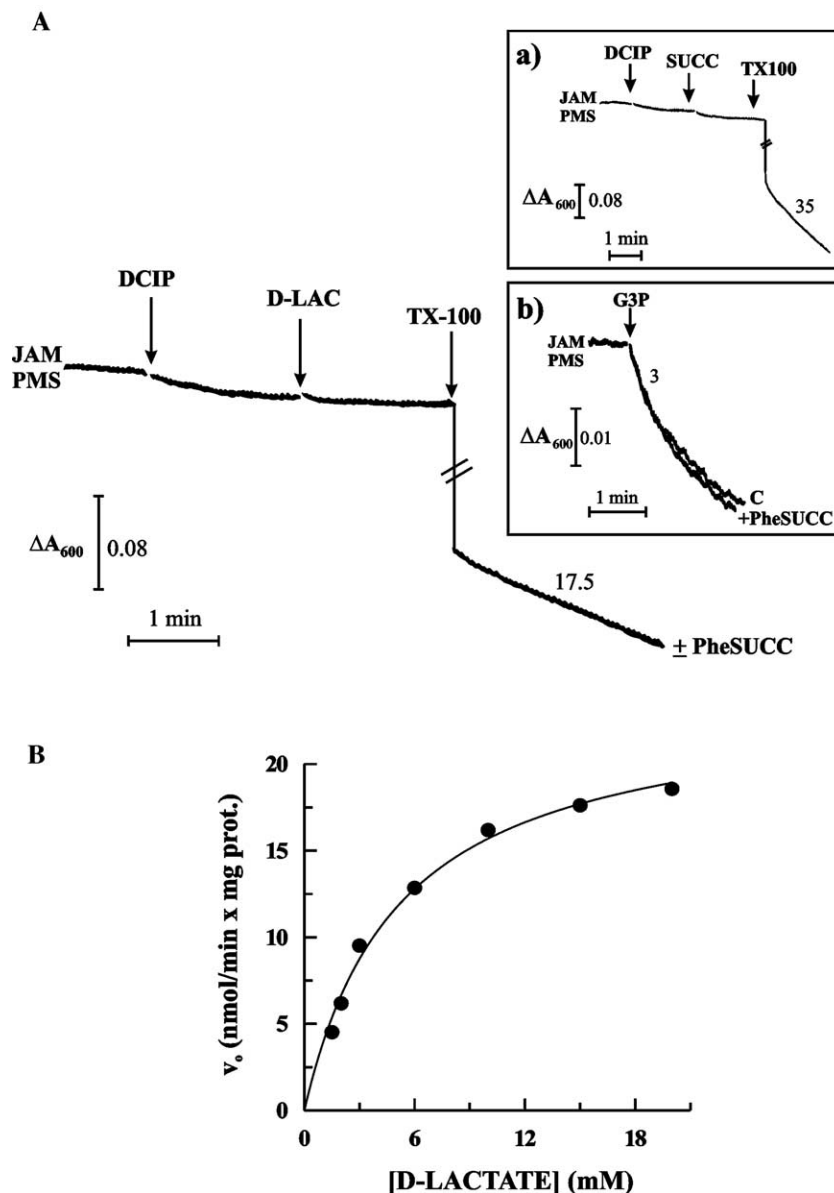 A
DCIP
D-LAC
TX-100
JAM
PMS
ΔA600
0.08
1 min
17.5
± PheSUCC
a)
DCIP
SUCC
TX100
JAM
PMS
ΔA600
0.08
1 min
35
b)
G3P
JAM
PMS
3
ΔA600
0.01
1 min
C
+PheSUCC
B
vo (nmol/min x mg prot.)
20
15
10
5
0
0 6 12 18
[D-LACTATE] (mM)